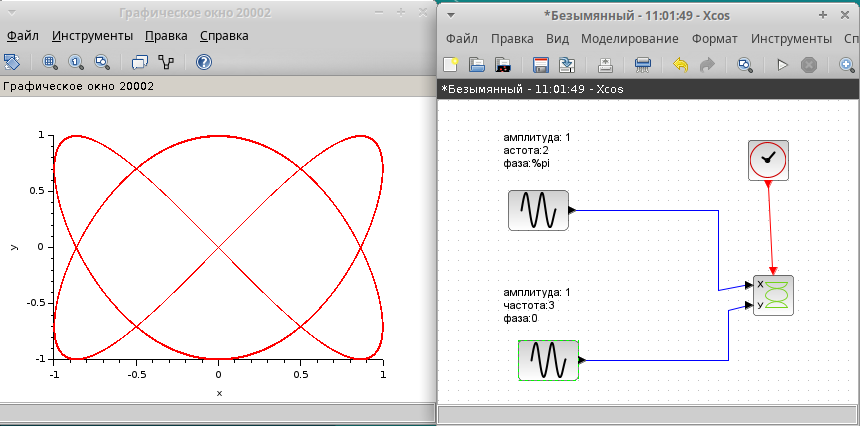 Графическое окно 20002
Файл Инструменты Правка Справка
Графическое окно 20002
1
0.5
0
-0.5
-1
y
-1 -0.5 0 0.5 1
x
*Безымянный - 11:01:49 - Xcos
Файл Правка Вид Моделирование Формат Инструменты Сп
*Безымянный - 11:01:49 - Xcos
амплитуда: 1
астота:2
фаза:%pi
амплитуда: 1
частота:3
фаза:0
X
У